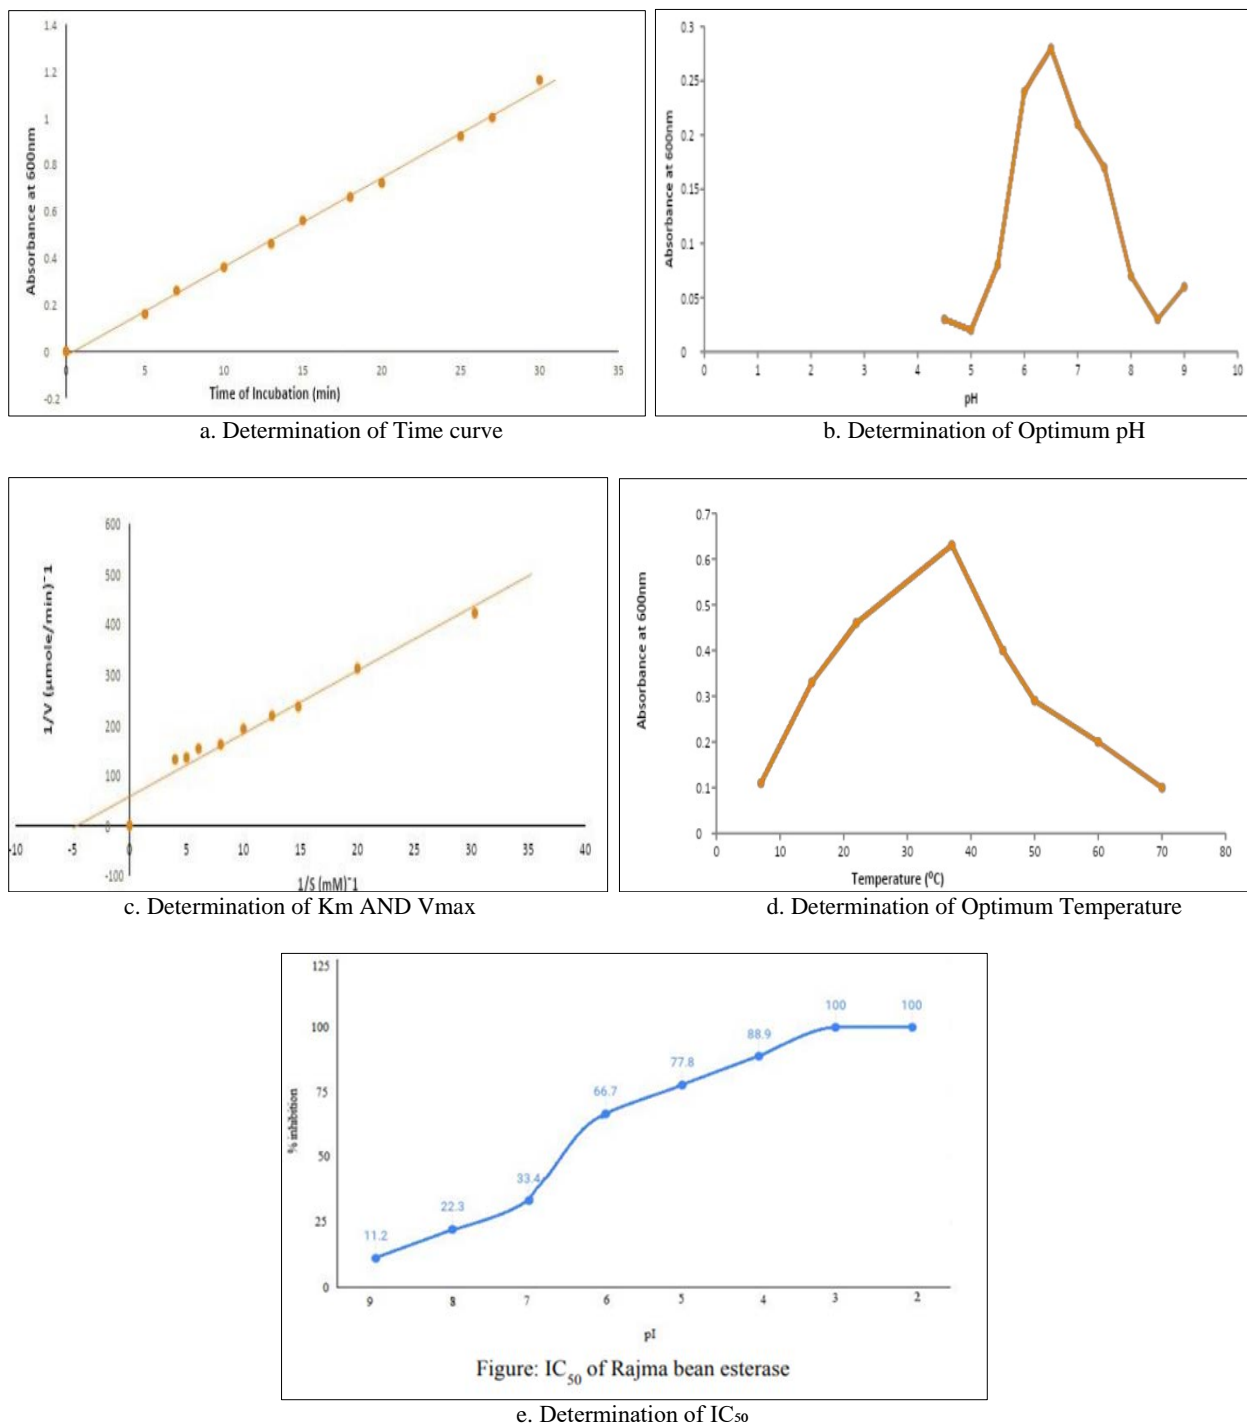 1.4
1.2
1
0.8
0.6
0.4
0.2
0
-0.2
Absorbance at 600nm
0 5 10 15 20 25 30 35
Time of Incubation (min)
a. Determination of Time curve
0.3
0.25
0.2
0.15
0.1
0.05
0
Absorbance at 600nm
0 1 2 3 4 5 6 7 8 9 10
pH
b. Determination of Optimum pH
600
500
400
300
200
100
0
-100
1/V (µmole/min)ˉ1
-10 -5 0 5 10 15 20 25 30 35 40
1/S (mM)ˉ1
c. Determination of Km AND Vmax
0.7
0.6
0.5
0.4
0.3
0.2
0.1
0
Absorbance at 600nm
0 10 20 30 40 50 60 70 80
Temperature (⁰C)
d. Determination of Optimum Temperature
125
100
75
50
25
0
% inhibition
11.2 22.3 33.4 66.7 77.8 88.9 100 100
9 8 7 6 5 4 3 2
pI
Figure: IC₅₀ of Rajma bean esterase
e. Determination of IC₅₀